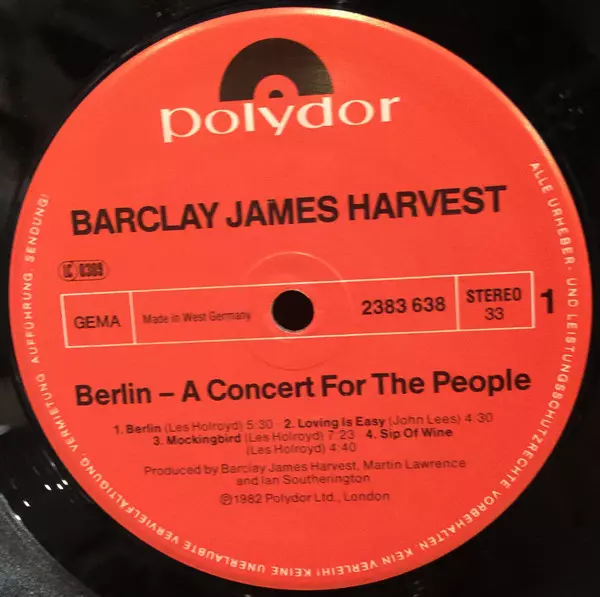 polydor
BARCLAY JAMES HARVEST
LC 0309
GEMA
Made in West Germany
2383 638
STEREO
33
1
Berlin – A Concert For The People
1. Berlin (Les Holroyd) 5:30 2. Loving Is Easy (John Lees) 4:30
3. Mockingbird (Les Holroyd) 7:23 4. Sip Of Wine
(Les Holroyd) 4:40
Produced by Barclay James Harvest, Martin Lawrence
and Ian Southerington
Ⓟ1982 Polydor Ltd., London
ALLE URHEBER- UND LEISTUNGSSCHUTZRECHTE VORBEHALTEN. KEIN VERLEIH! KEINE UNERLAUBTE VERVIELFÄLTIGUNG, VERMIETUNG, AUFFÜHRUNG, SENDUNG!